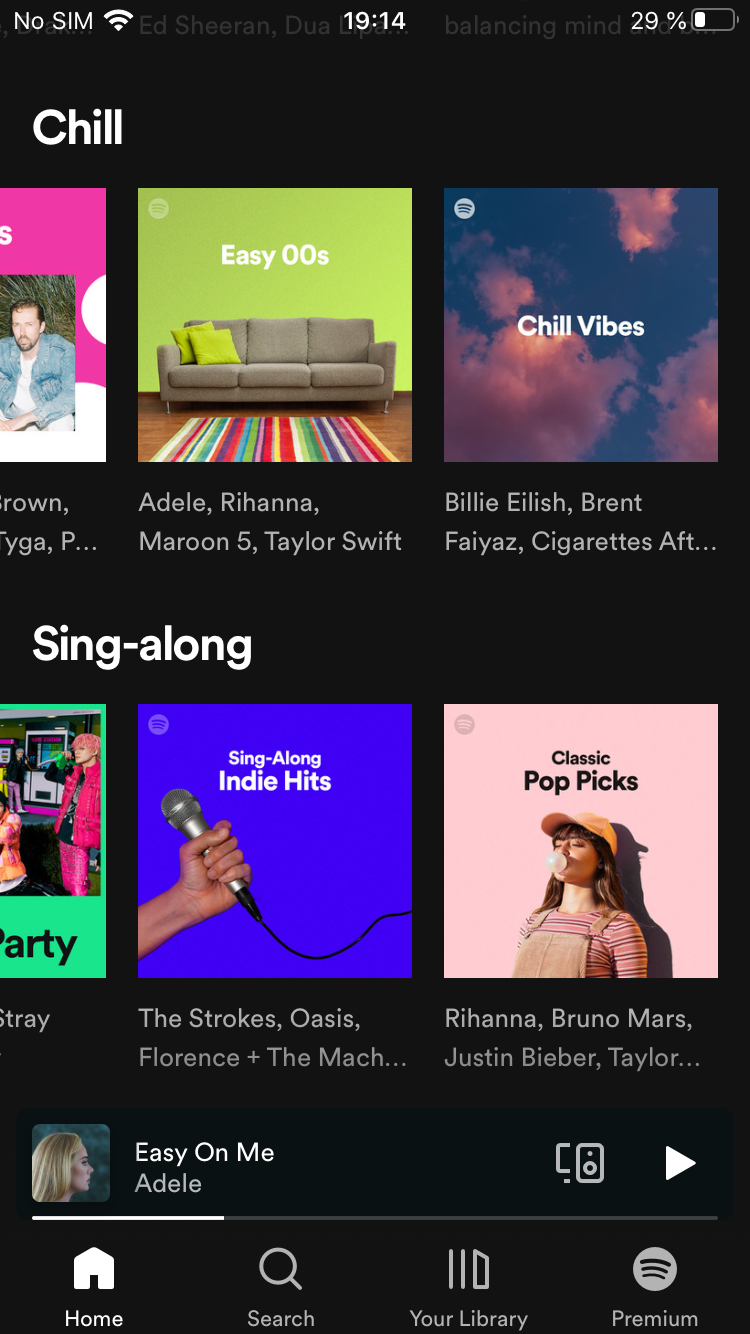 No SIM 19:14 29 %
Ed Sheeran, Dua Lipa... balancing mind and b...
Chill
s
Easy 00s
Chill Vibes
Brown,
Tyga, P...
Adele, Rihanna,
Maroon 5, Taylor Swift
Billie Eilish, Brent
Faiyaz, Cigarettes Aft...
Sing-along
Party
Sing-Along
Indie Hits
Classic
Pop Picks
Stray
The Strokes, Oasis,
Florence + The Mach...
Rihanna, Bruno Mars,
Justin Bieber, Taylor...
Easy On Me
Adele
Home
Search
Your Library
Premium